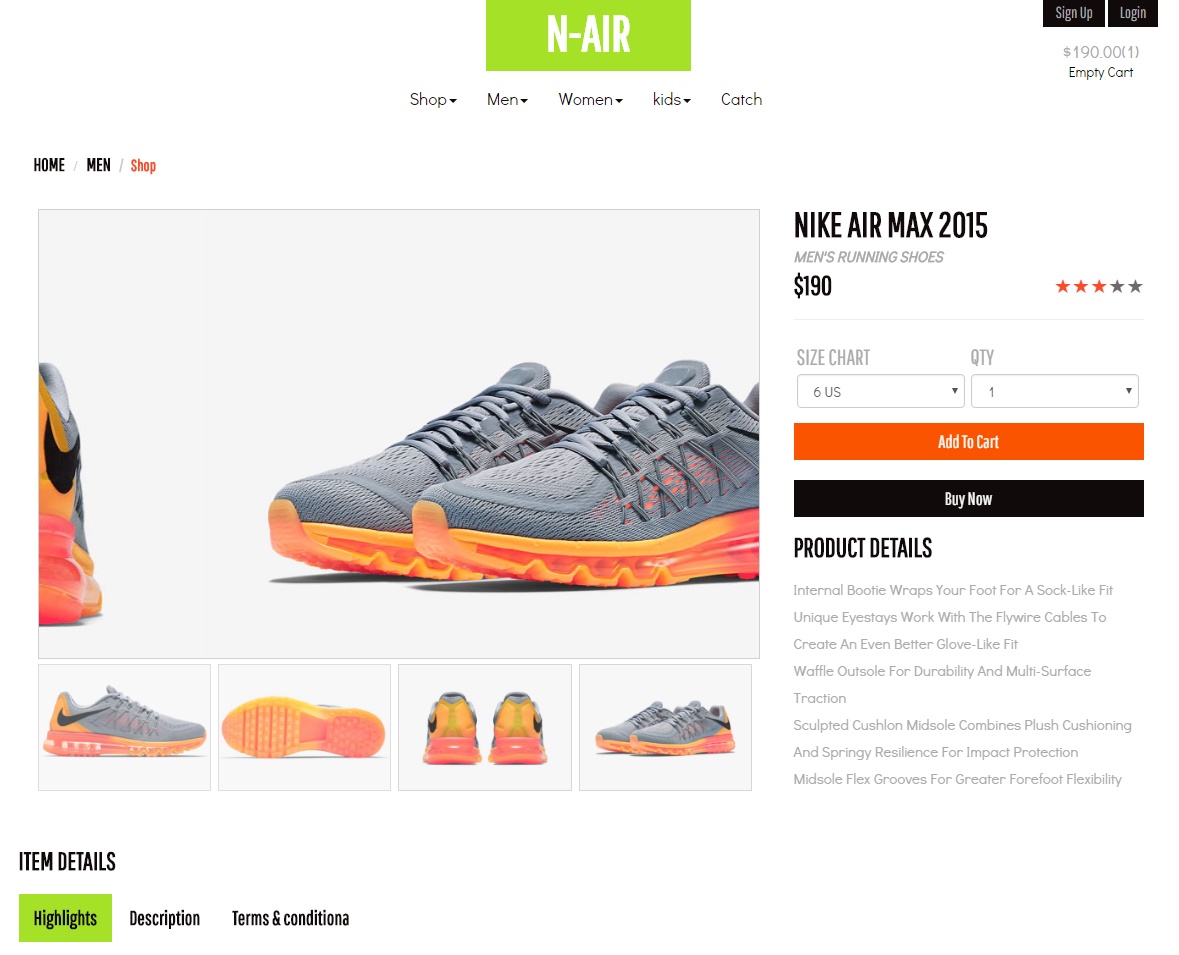 N-AIR
Sign Up Login
$190.00(1)
Empty Cart
Shop Men Women kids Catch
HOME / MEN / Shop
NIKE AIR MAX 2015
MEN'S RUNNING SHOES
$190
SIZE CHART QTY
6 US 1
Add To Cart
Buy Now
PRODUCT DETAILS
Internal Bootie Wraps Your Foot For A Sock-Like Fit
Unique Eyestays Work With The Flywire Cables To
Create An Even Better Glove-Like Fit
Waffle Outsole For Durability And Multi-Surface
Traction
Sculpted Cushlon Midsole Combines Plush Cushioning
And Springy Resilience For Impact Protection
Midsole Flex Grooves For Greater Forefoot Flexibility
ITEM DETAILS
Highlights Description Terms & conditiona